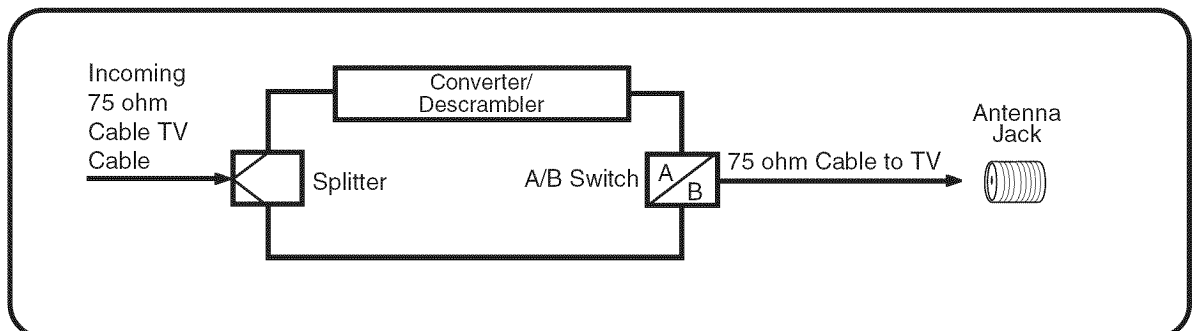 Incoming
75 ohm
Cable TV
Cable
Converter/
Descrambler
Splitter
A/B Switch
A
B
75 ohm Cable to TV
Antenna
Jack